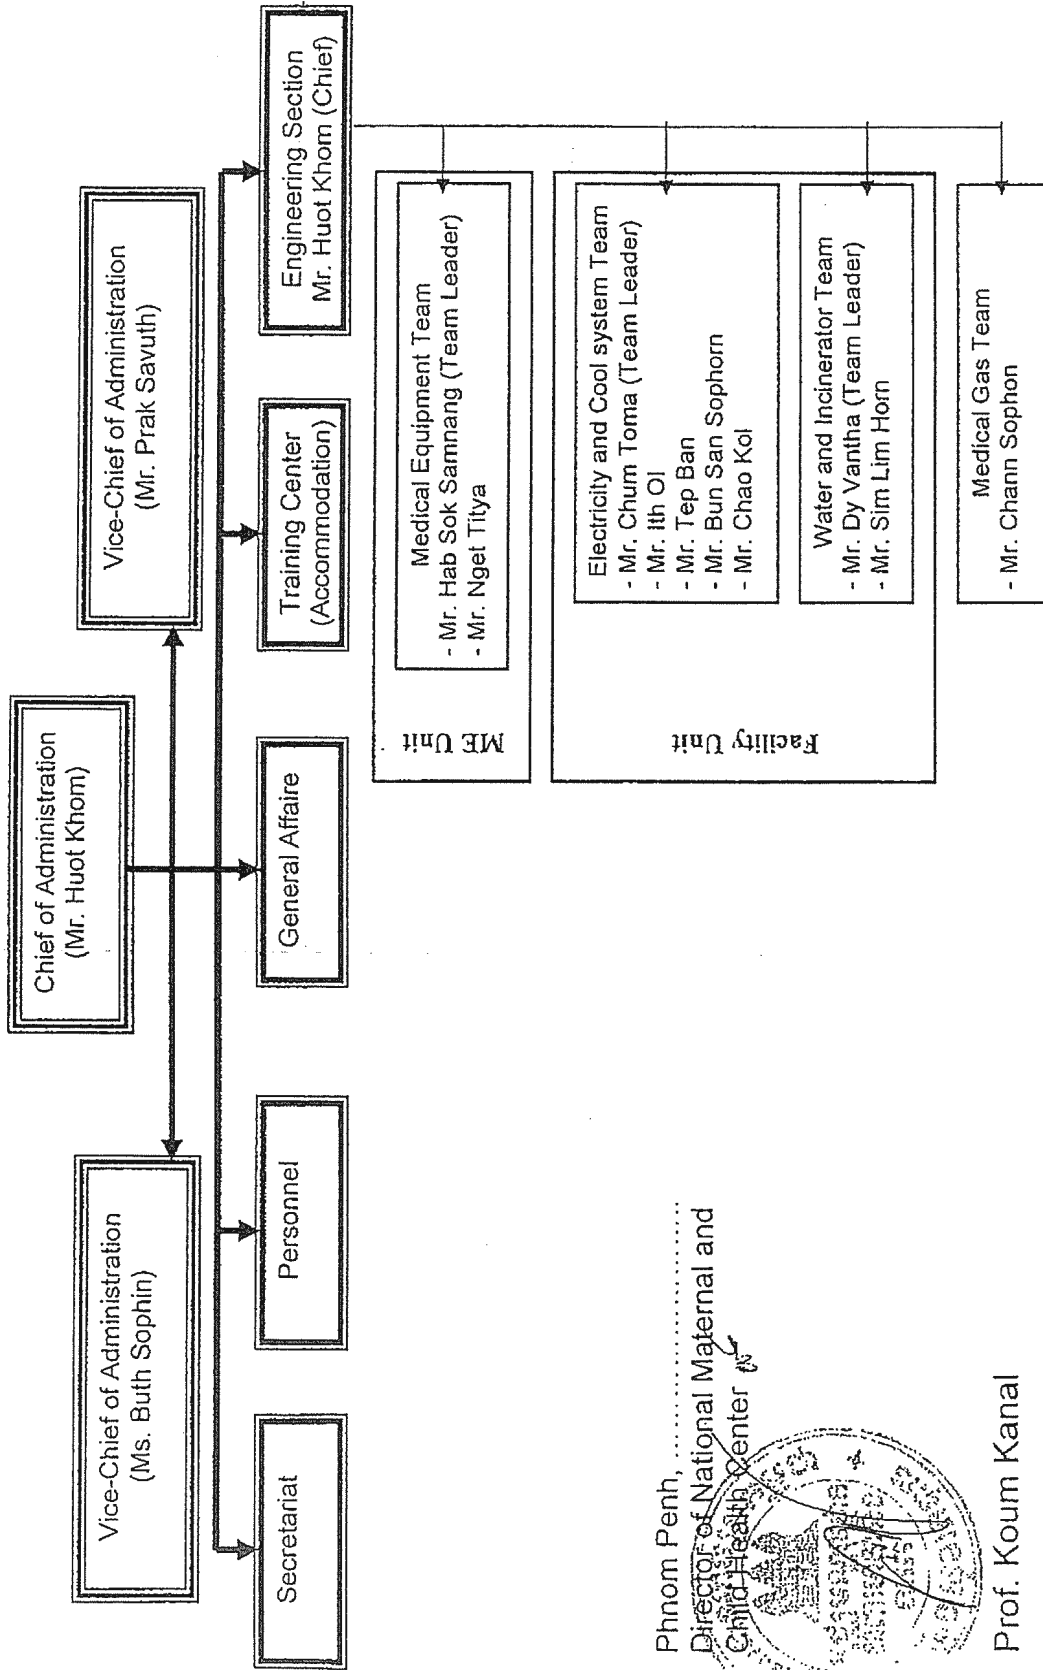 Chief of Administration
(Mr. Huot Khom)
Vice-Chief of Administration
(Ms. Buth Sophin)
Vice-Chief of Administration
(Mr. Prak Savuth)
Secretariat
Personnel
General Affaire
Training Center
(Accommodation)
Engineering Section
Mr. Huot Khom (Chief)
ME Unit
Medical Equipment Team
- Mr. Hab Sok Samnang (Team Leader)
- Mr. Nget Titya
Facility Unit
Electricity and Cool system Team
- Mr. Chum Toma (Team Leader)
- Mr. Ith Ol
- Mr. Tep Ban
- Mr. Bun San Sophorn
- Mr. Chao Kol
Water and Incinerator Team
- Mr. Dy Vantha (Team Leader)
- Mr. Sim Lim Horn
Medical Gas Team
- Mr. Chann Sophon
Phnom Penh, ........................
Director of National Maternal and
Child Health Center
Prof. Koum Kanal